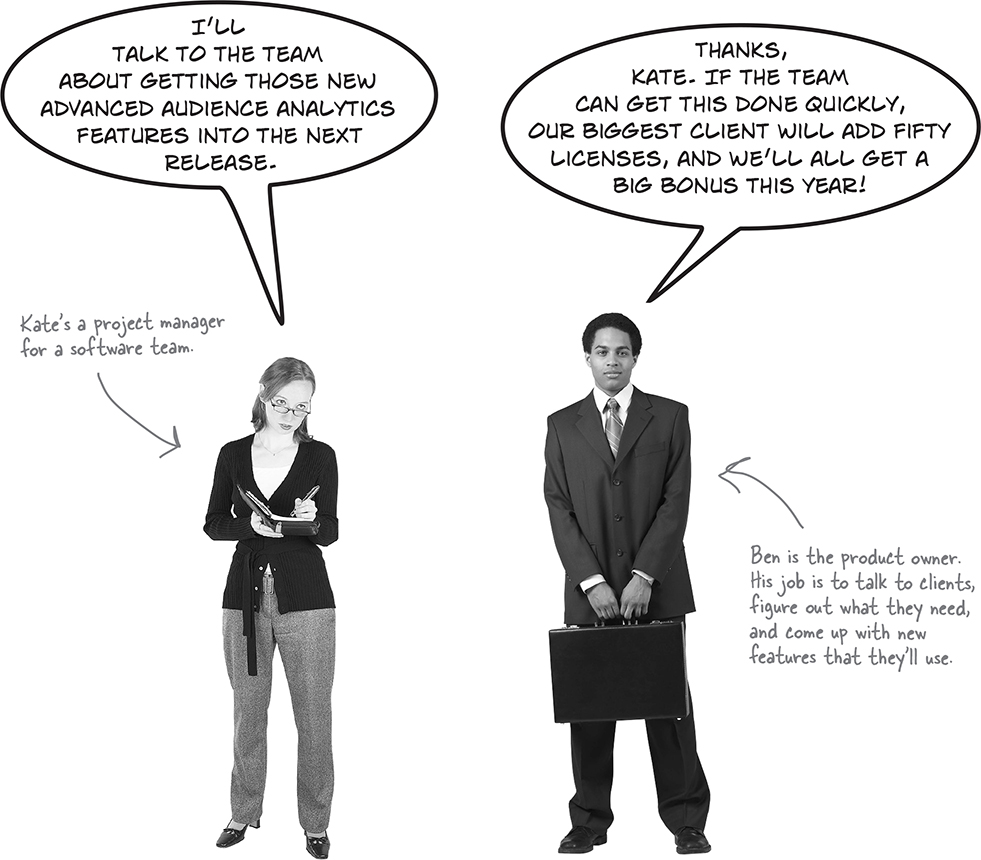 I'LL
TALK TO THE TEAM
ABOUT GETTING THOSE NEW
ADVANCED AUDIENCE ANALYTICS
FEATURES INTO THE NEXT
RELEASE.
THANKS,
KATE. IF THE TEAM
CAN GET THIS DONE QUICKLY,
OUR BIGGEST CLIENT WILL ADD FIFTY
LICENSES, AND WE'LL ALL GET A
BIG BONUS THIS YEAR!
Kate's a project manager
for a software team.
Ben is the product owner.
His job is to talk to clients,
figure out what they need,
and come up with new
features that they'll use.